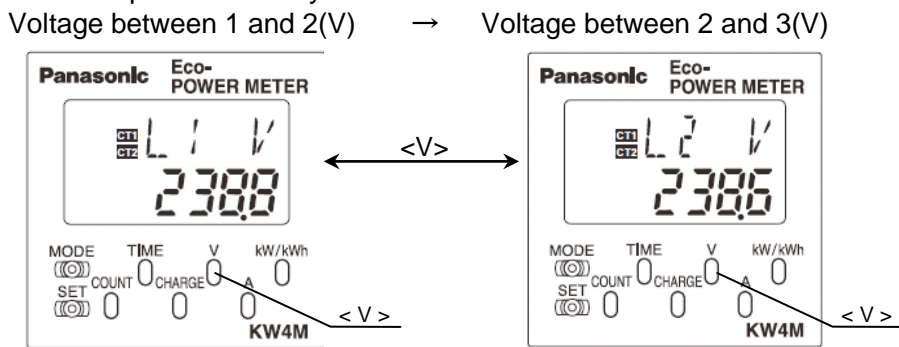 Voltage between 1 and 2(V) → Voltage between 2 and 3(V)
Panasonic Eco-POWER METER
CT1
CT2
L1 V
238.8
MODE TIME V kW/kWh
SET COUNT CHARGE A
< V >
KW4M
<V>
Panasonic Eco-POWER METER
CT1
CT2
L2 V
238.6
MODE TIME V kW/kWh
SET COUNT CHARGE A
< V >
KW4M